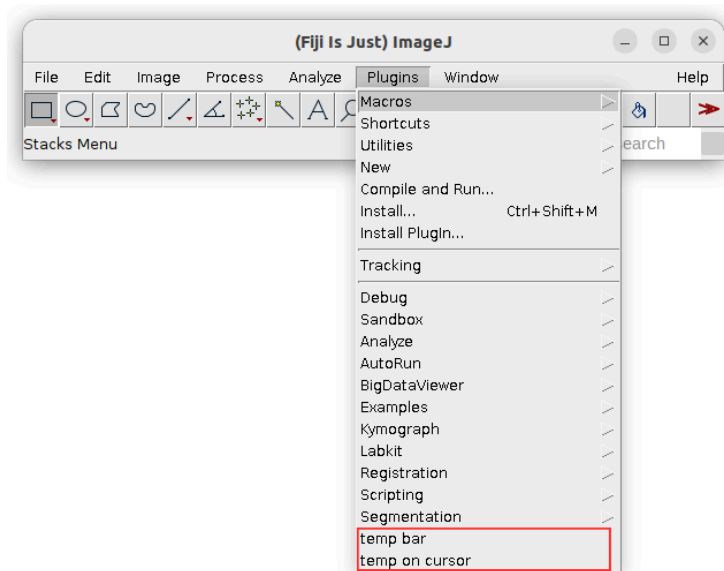 (Fiji Is Just) ImageJ
File Edit Image Process Analyze Plugins Window Help
A
Stacks Menu
earch
Macros
Shortcuts
Utilities
New
Compile and Run...
Install... Ctrl+Shift+M
Install PlugIn...
Tracking
Debug
Sandbox
Analyze
AutoRun
BigDataViewer
Examples
Kymograph
Labkit
Registration
Scripting
Segmentation
temp bar
temp on cursor